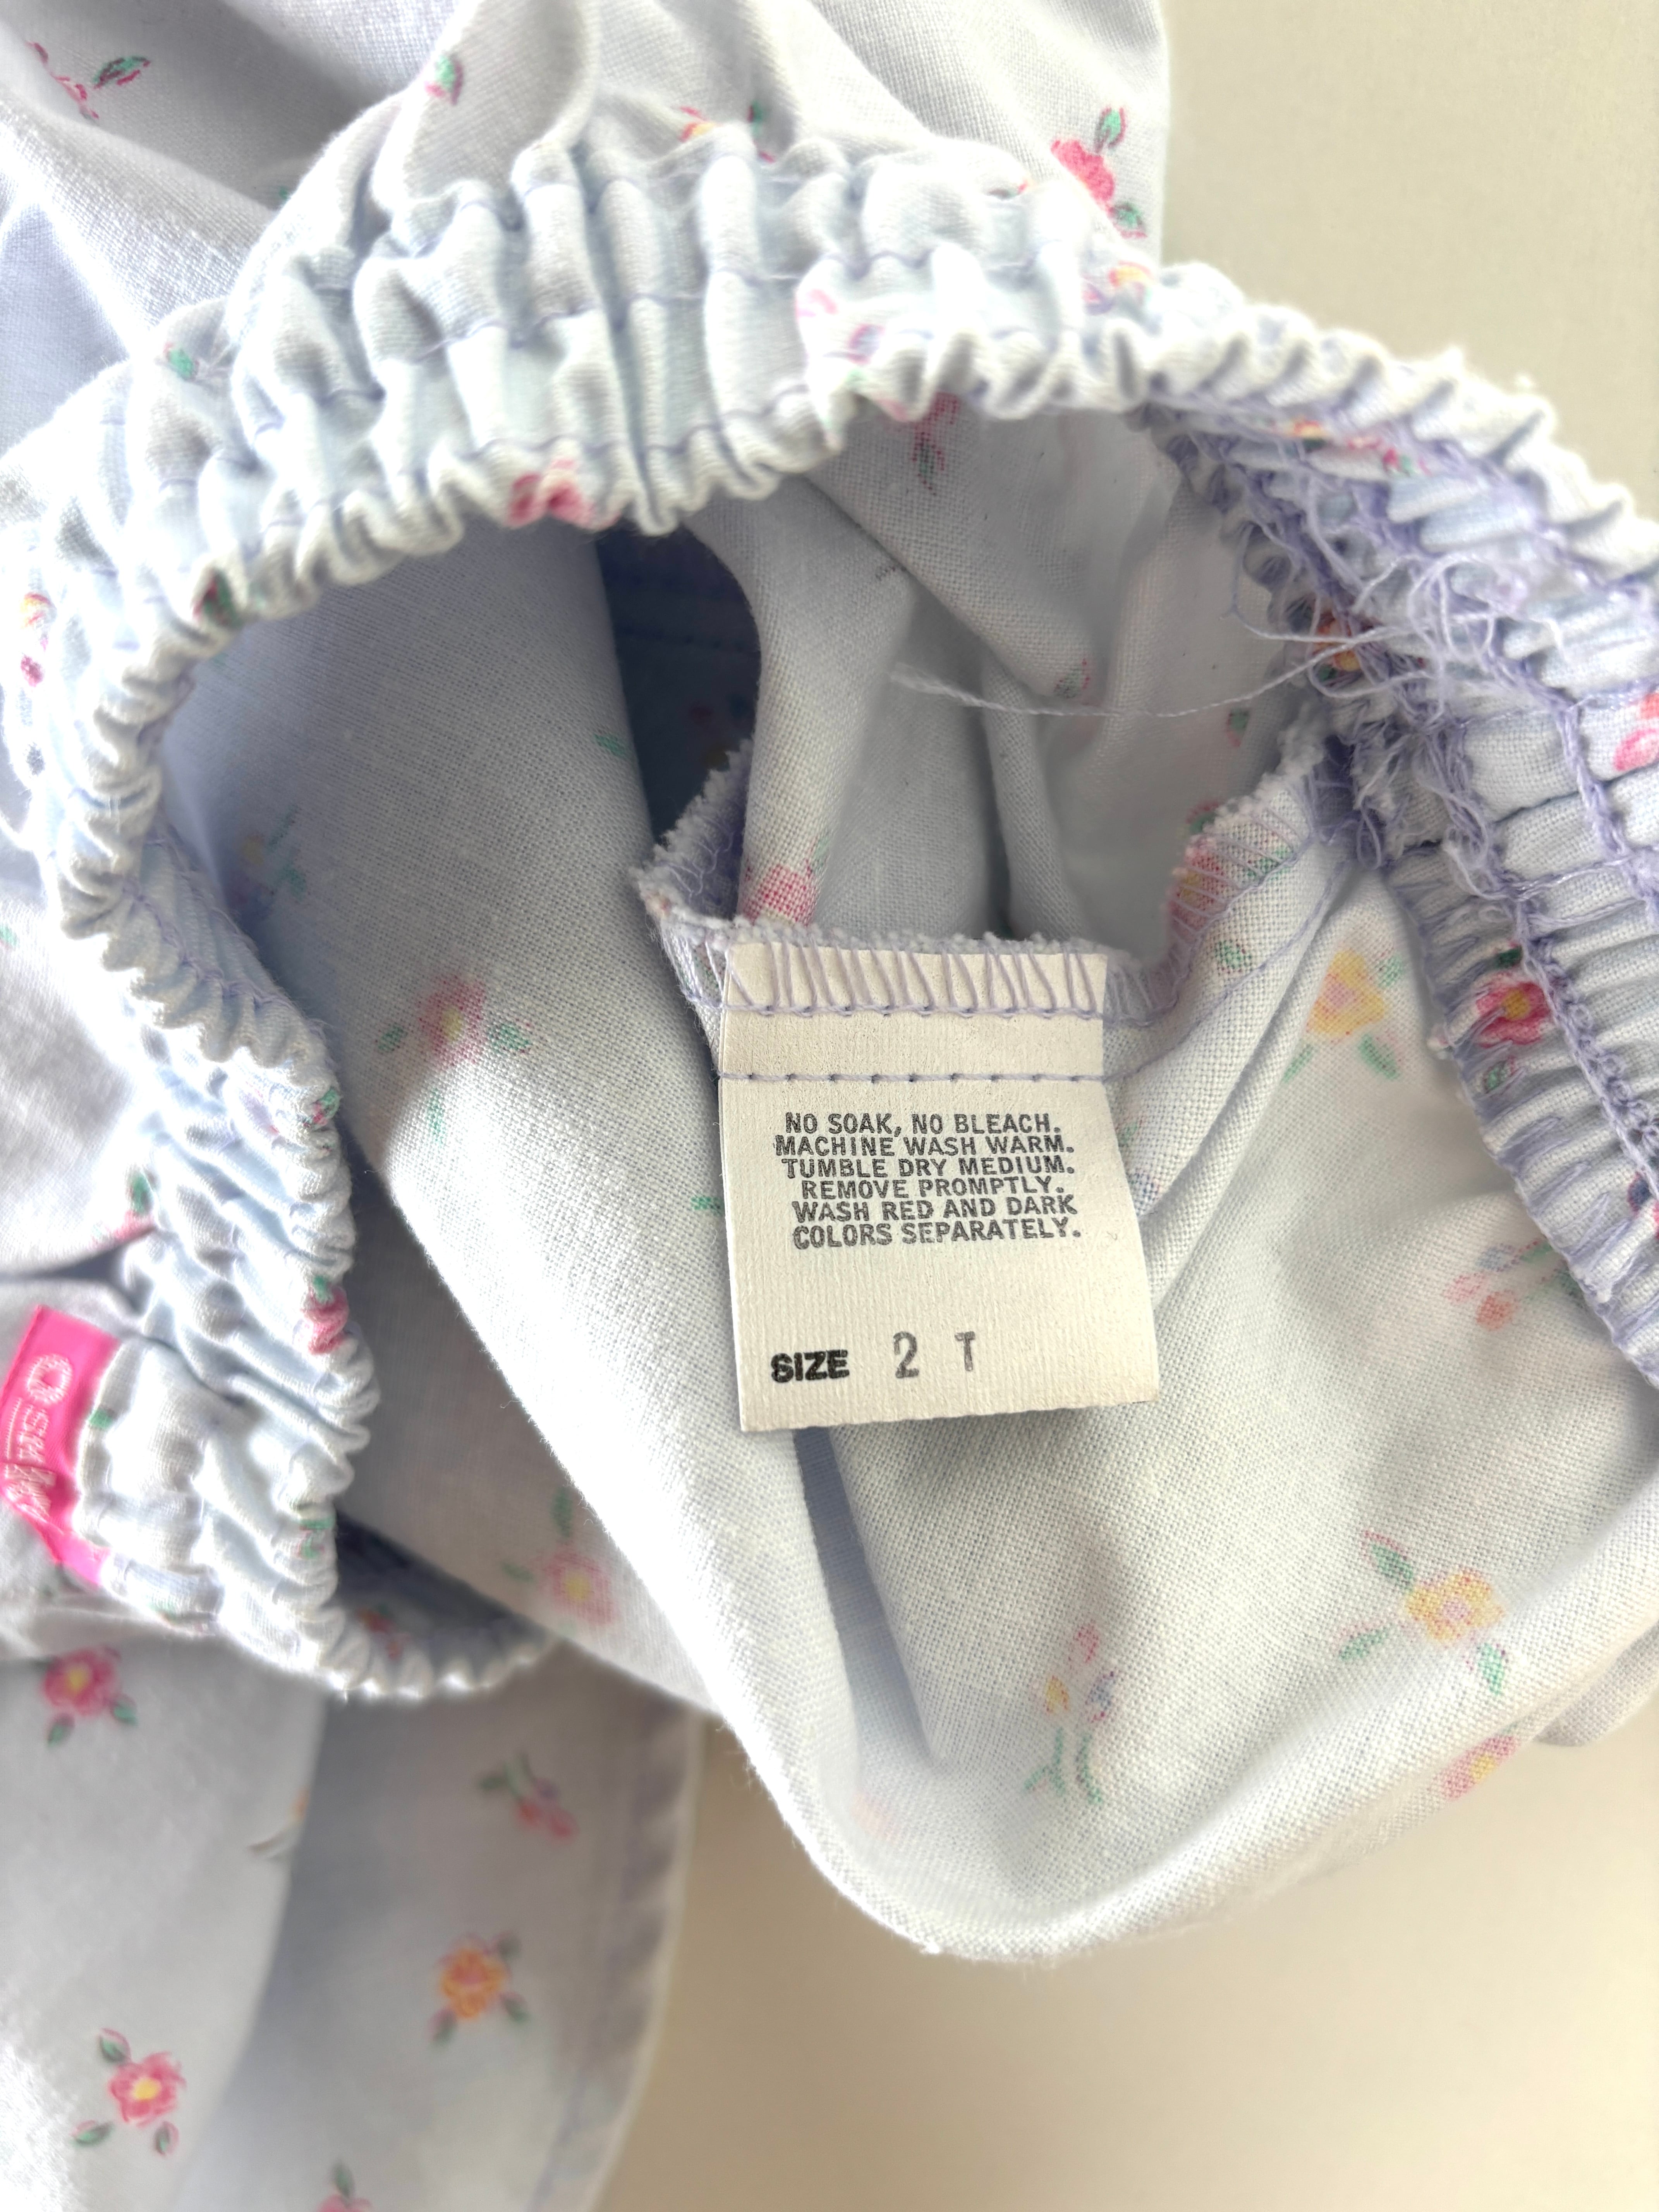 NO SOAK, NO BLEACH.
MACHINE WASH WARM.
TUMBLE DRY MEDIUM.
REMOVE PROMPTLY.
WASH RED AND DARK
COLORS SEPARATELY.
SIZE 2 T